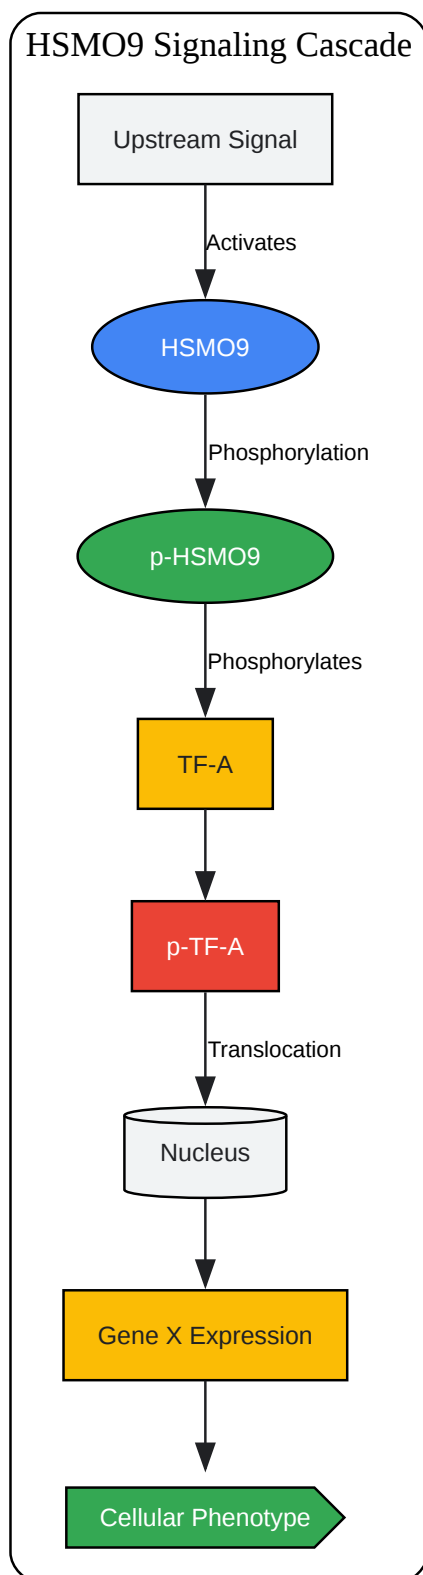 HSMO9 Signaling Cascade
Upstream Signal
Activates
HSMO9
Phosphorylation
p-HSMO9
Phosphorylates
TF-A
p-TF-A
Translocation
Nucleus
Gene X Expression
Cellular Phenotype